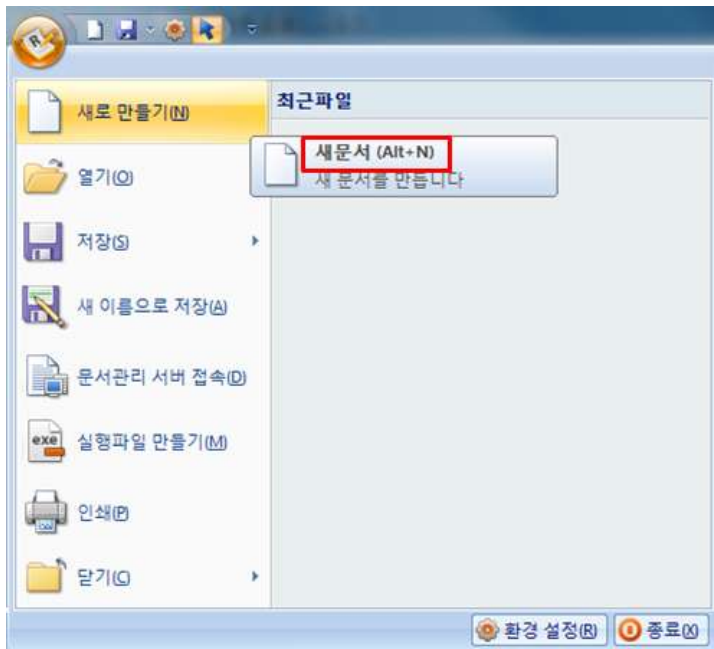 새로 만들기(N)
최근파일
새문서 (Alt+N)
새 문서를 만듭니다
열기(O)
저장(S)
새 이름으로 저장(A)
문서관리 서버 접속(D)
exe
실행파일 만들기(M)
인쇄(P)
닫기(C)
환경 설정(R)
종료(X)